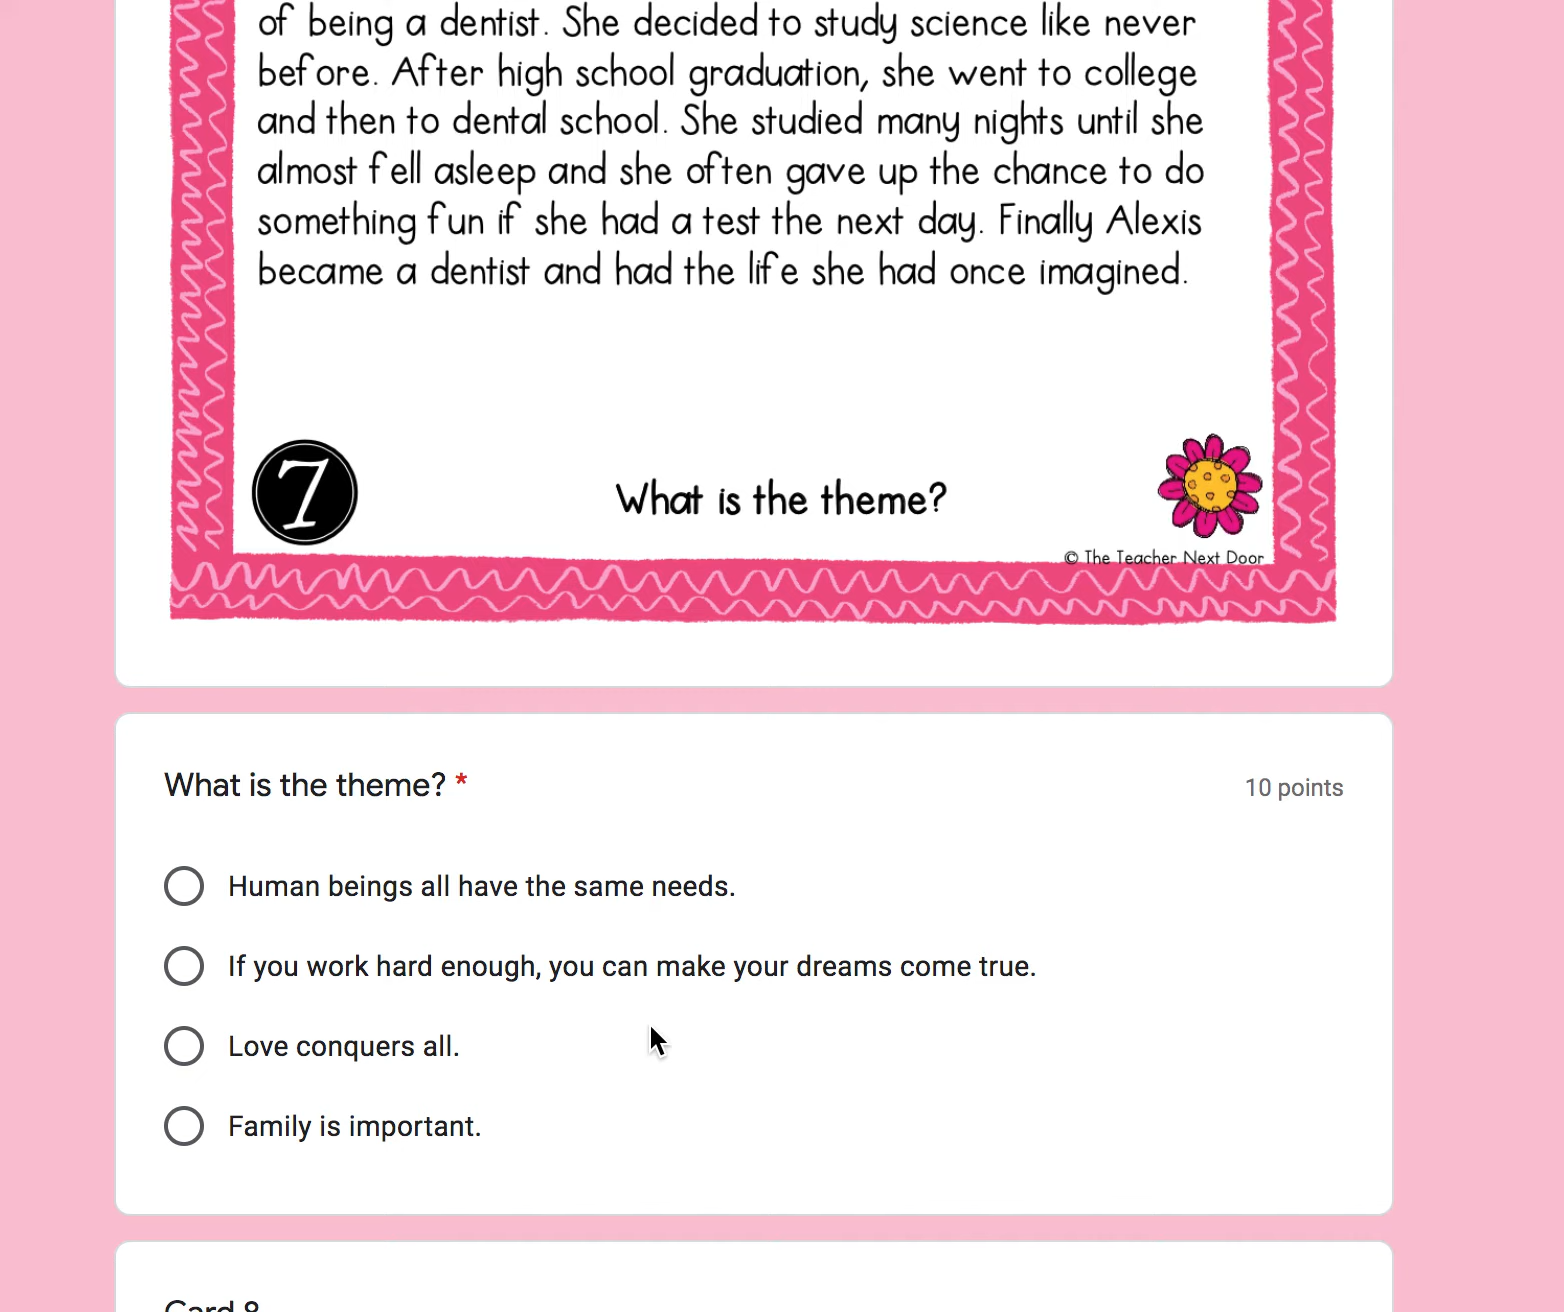 of being a dentist. She decided to study science like never
before. After high school graduation, she went to college
and then to dental school. She studied many nights until she
almost fell asleep and she often gave up the chance to do
something fun if she had a test the next day. Finally Alexis
became a dentist and had the life she had once imagined.
7
What is the theme?
© The Teacher Next Door
What is the theme? *
10 points
Human beings all have the same needs.
If you work hard enough, you can make your dreams come true.
Love conquers all.
Family is important.
Card 8